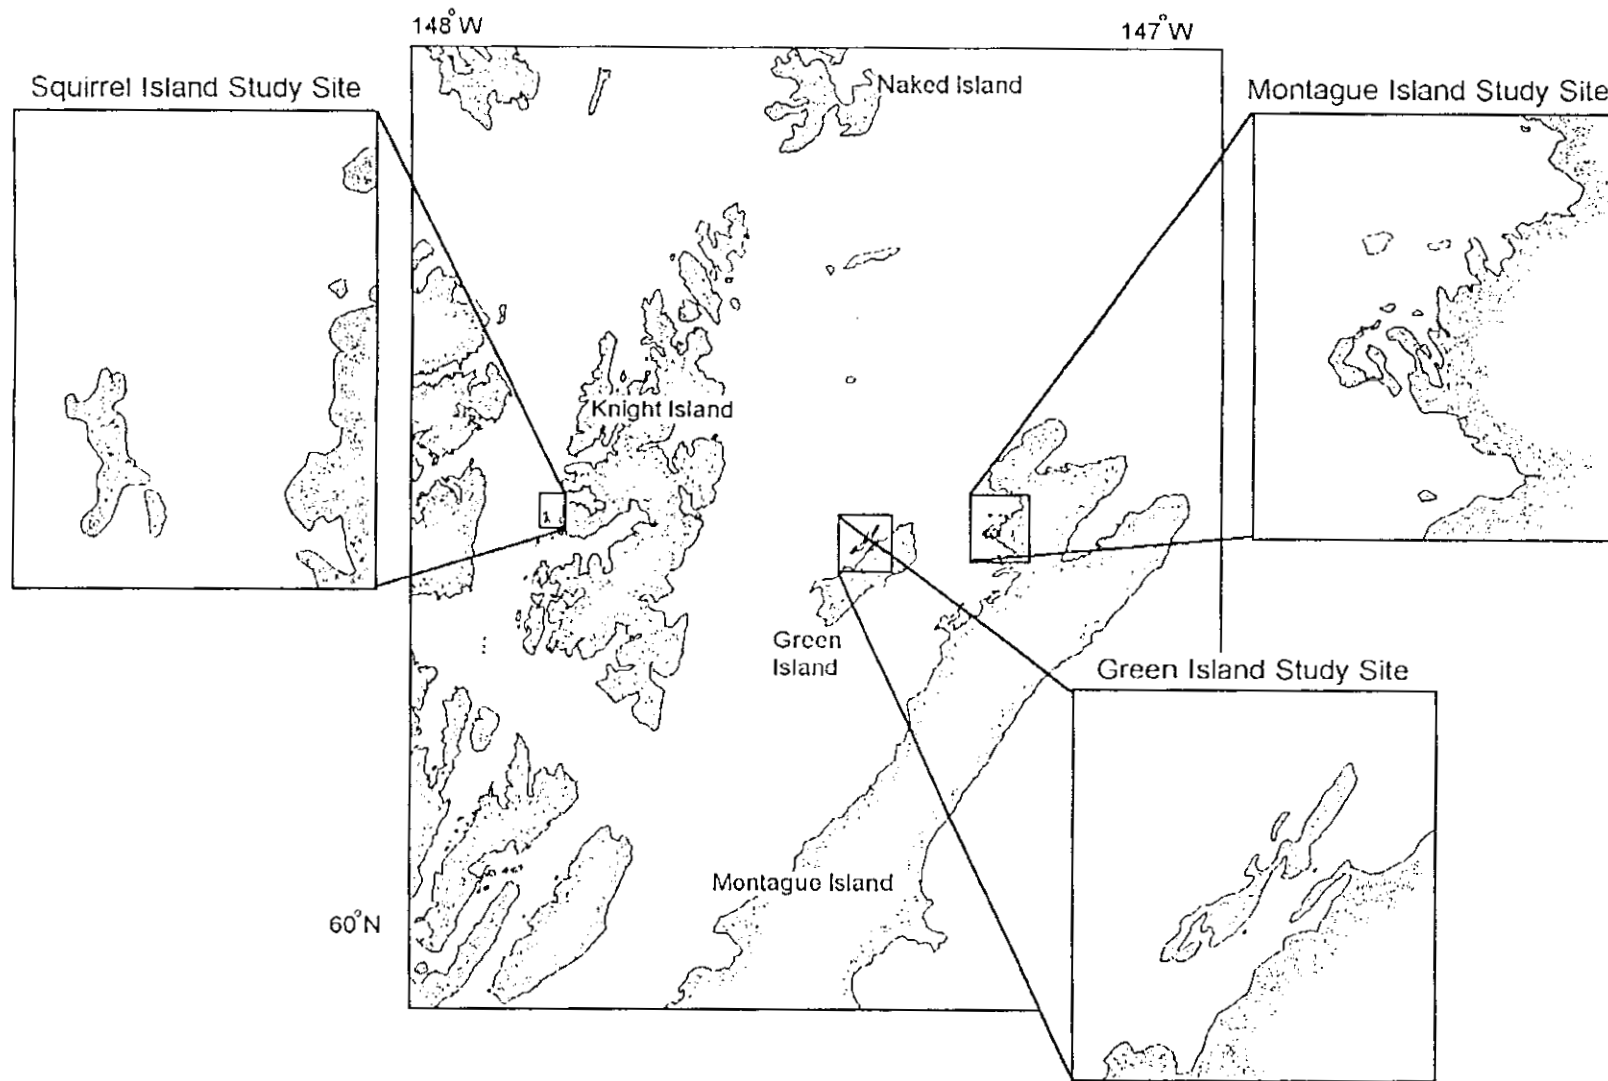 148°W
147°W
Squirrel Island Study Site
Naked Island
Montague Island Study Site
Knight Island
Green
Island
Green Island Study Site
Montague Island
60°N